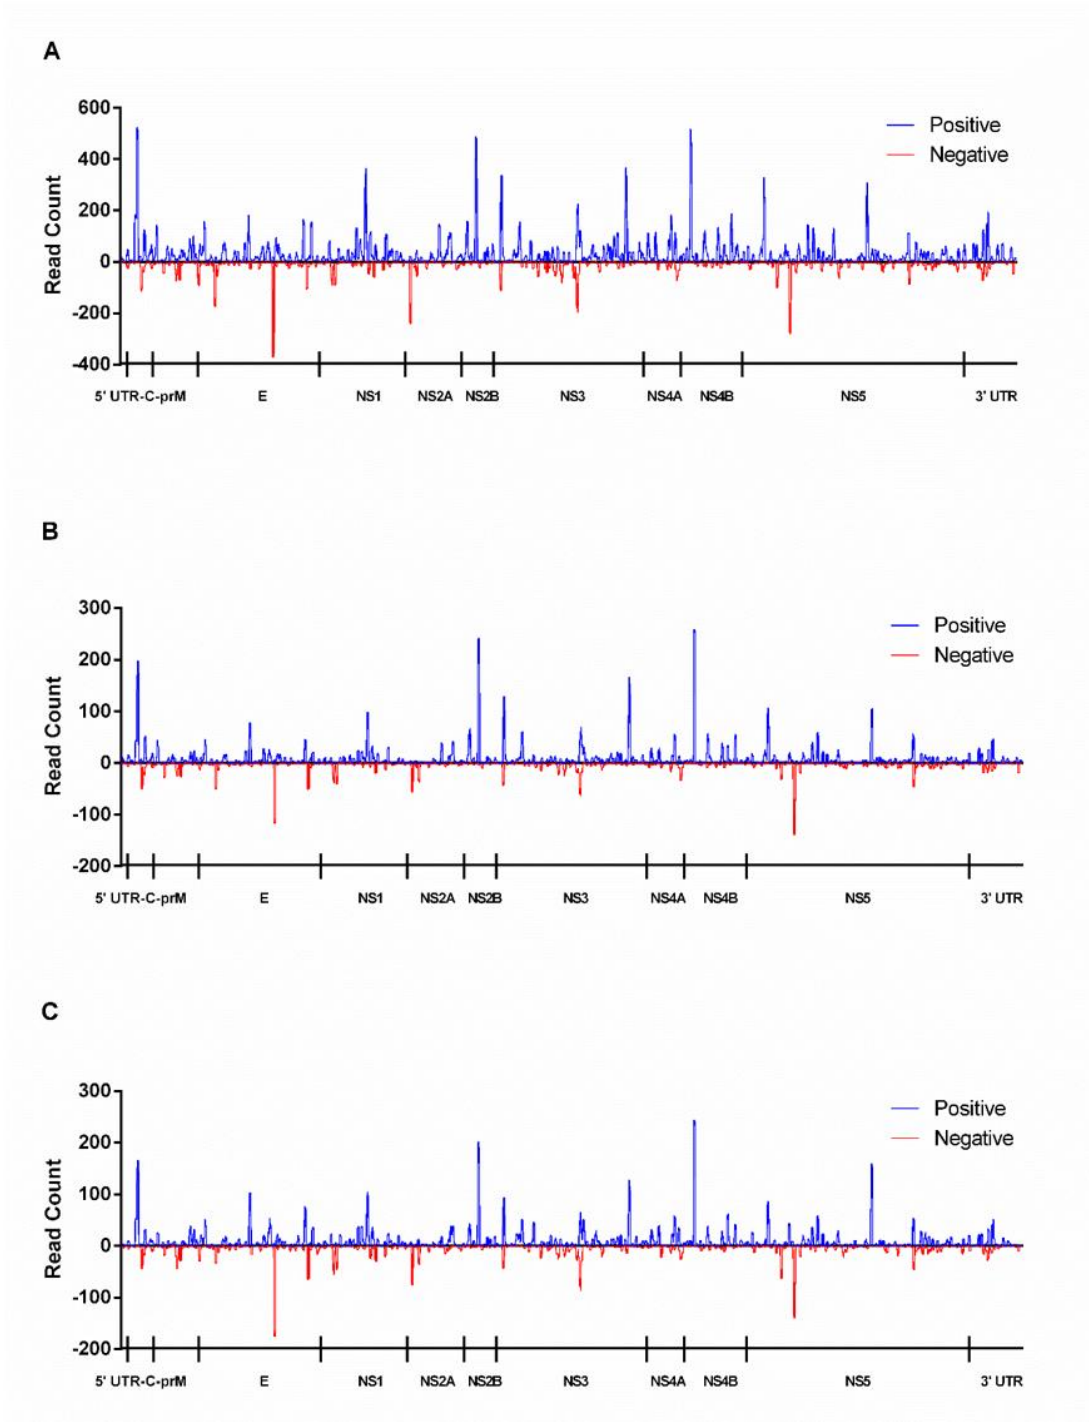 A
600
400
200
0
-200
-400
Read Count
Positive
Negative
5' UTR-C-prM E NS1 NS2A NS2B NS3 NS4A NS4B NS5 3' UTR
B
300
200
100
0
-100
-200
Read Count
Positive
Negative
5' UTR-C-prM E NS1 NS2A NS2B NS3 NS4A NS4B NS5 3' UTR
C
300
200
100
0
-100
-200
Read Count
Positive
Negative
5' UTR-C-prM E NS1 NS2A NS2B NS3 NS4A NS4B NS5 3' UTR